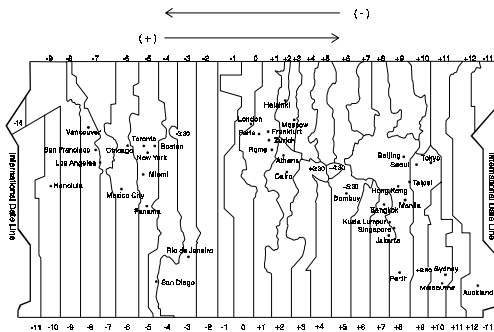 (-)
(+)
-9 -8 -7 -6 -5 -4 -3 -2 -1 0 +1 +2 +3 +4 +5 +6 +7 +8 +9 +10 +11
-14
Helsinki
London
Moscow
Vancouver
Toronto
Paris
Frankfurt
Zurich
San Francisco
Chicago
Boston
New York
Rome
Beijing
Tokyo
Los Angeles
Athens
Seoul
Miami
Cairo
+3:30
Honolulu
Mexico City
Bombay
Hong Kong
Taipei
Panama
Bangkok
Manila
Kuala Lumpur
Singapore
Jakarta
Rio de Janeiro
San Diego
Perth
Sydney
Melbourne
Auckland
International Date Line
International Date Line
-11 -10 -9 -8 -7 -6 -5 -4 -3 -2 -1 0 +1 +2 +3 +4 +5 +6 +7 +8 +9 +10 +12 -11